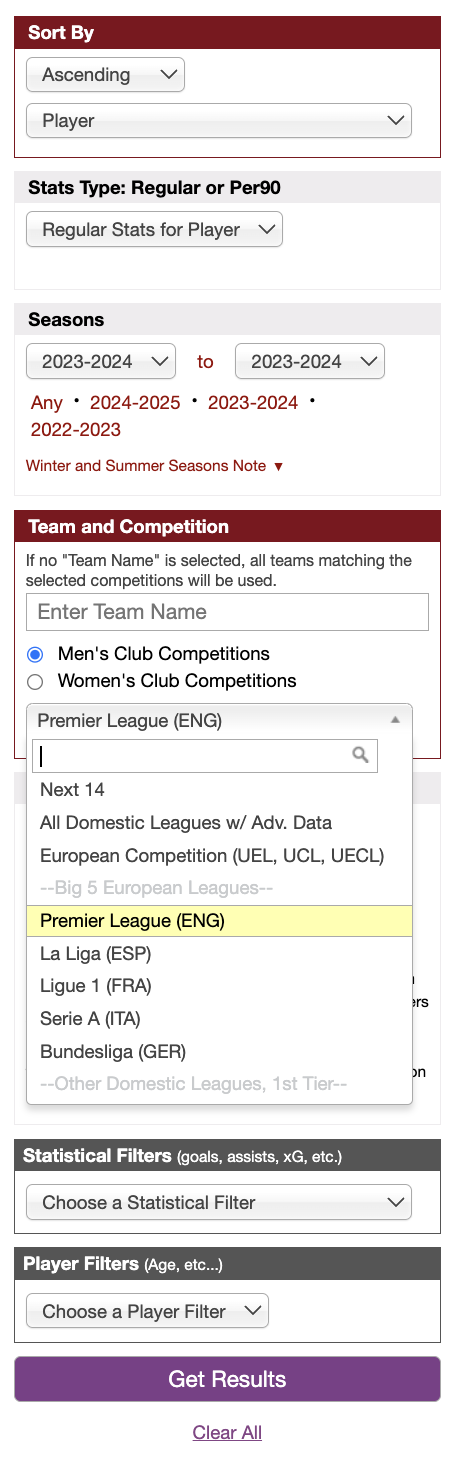 Sort By
Ascending
Player
Stats Type: Regular or Per90
Regular Stats for Player
Seasons
2023-2024 to 2023-2024
Any • 2024-2025 • 2023-2024 •
2022-2023
Winter and Summer Seasons Note ▼
Team and Competition
If no "Team Name" is selected, all teams matching the
selected competitions will be used.
Enter Team Name
Men's Club Competitions
Women's Club Competitions
Premier League (ENG)
Next 14
All Domestic Leagues w/ Adv. Data
European Competition (UEL, UCL, UECL)
--Big 5 European Leagues--
Premier League (ENG)
La Liga (ESP)
Ligue 1 (FRA)
Serie A (ITA)
Bundesliga (GER)
--Other Domestic Leagues, 1st Tier--
Statistical Filters (goals, assists, xG, etc.)
Choose a Statistical Filter
Player Filters (Age, etc...)
Choose a Player Filter
Get Results
Clear All